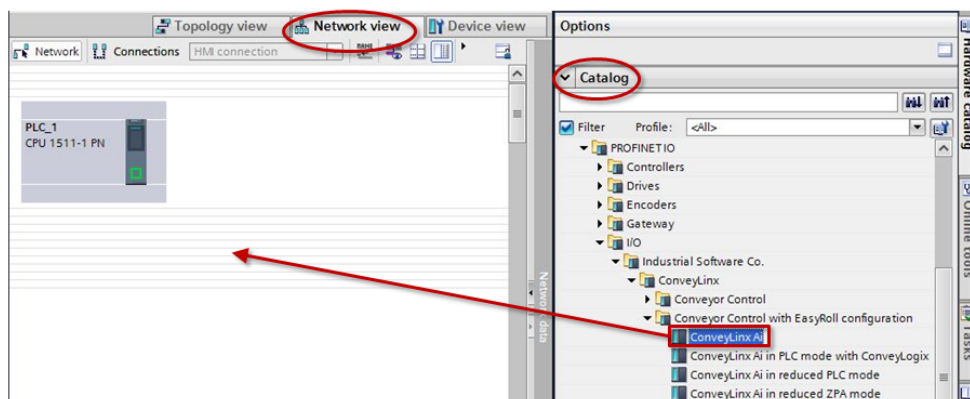 Topology view
Network view
Device view
Options
Network
Connections
HMI connection
Catalog
PLC_1
CPU 1511-1 PN
Filter
Profile:
<All>
PROFINET IO
Controllers
Drives
Encoders
Gateway
I/O
Industrial Software Co.
ConveyLinx
Conveyor Control
Conveyor Control with EasyRoll configuration
ConveyLinx Ai
ConveyLinx Ai in PLC mode with ConveyLogix
ConveyLinx Ai in reduced PLC mode
ConveyLinx Ai in reduced ZPA mode
Network data
Hardware Catalog
Online tools
Tasks